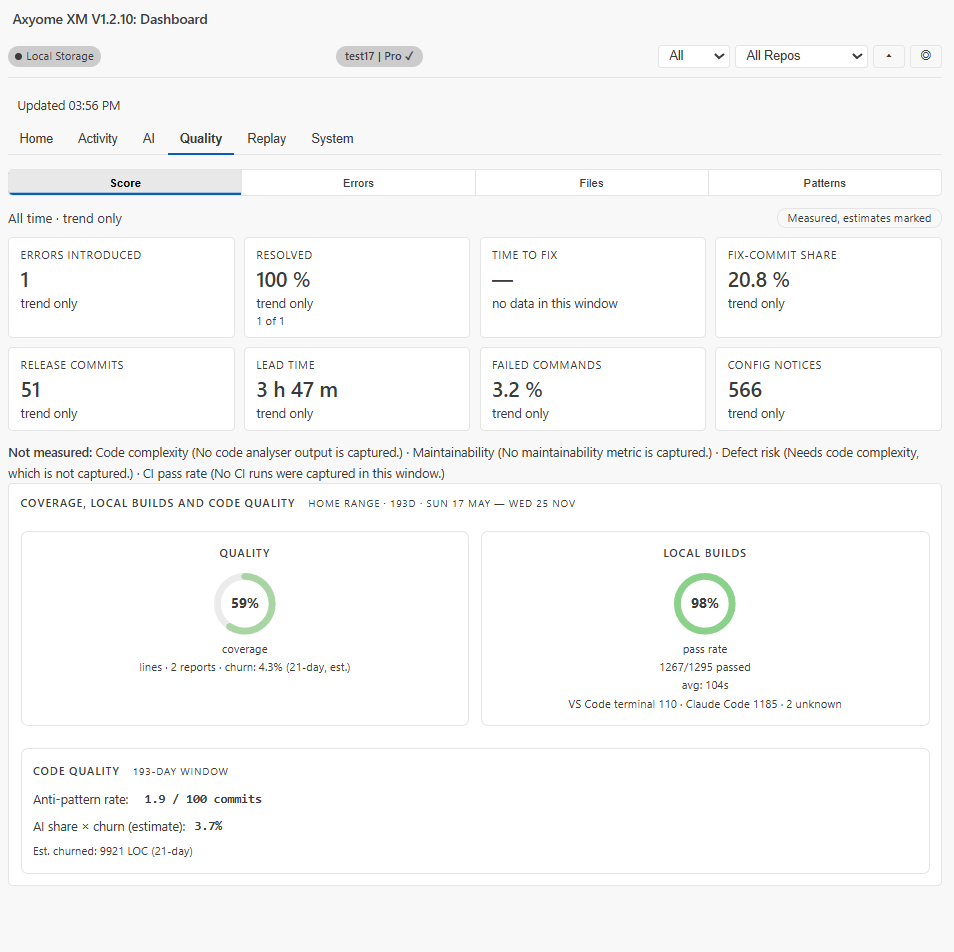 Axyome XM V1.2.10: Dashboard
● Local Storage
test17 | Pro ✓
All
All Repos
Updated 03:56 PM
Home Activity AI Quality Replay System
Score Errors Files Patterns
All time · trend only
Measured, estimates marked
ERRORS INTRODUCED
1
trend only
RESOLVED
100 %
trend only
1 of 1
TIME TO FIX
—
no data in this window
FIX-COMMIT SHARE
20.8 %
trend only
RELEASE COMMITS
51
trend only
LEAD TIME
3 h 47 m
trend only
FAILED COMMANDS
3.2 %
trend only
CONFIG NOTICES
566
trend only
Not measured: Code complexity (No code analyser output is captured.) · Maintainability (No maintainability metric is captured.) · Defect risk (Needs code complexity,
which is not captured.) · CI pass rate (No CI runs were captured in this window.)
COVERAGE, LOCAL BUILDS AND CODE QUALITY HOME RANGE · 193D · SUN 17 MAY — WED 25 NOV
QUALITY
59%
coverage
lines · 2 reports · churn: 4.3% (21-day, est.)
LOCAL BUILDS
98%
pass rate
1267/1295 passed
avg: 104s
VS Code terminal 110 · Claude Code 1185 · 2 unknown
CODE QUALITY 193-DAY WINDOW
Anti-pattern rate: 1.9 / 100 commits
AI share × churn (estimate): 3.7%
Est. churned: 9921 LOC (21-day)